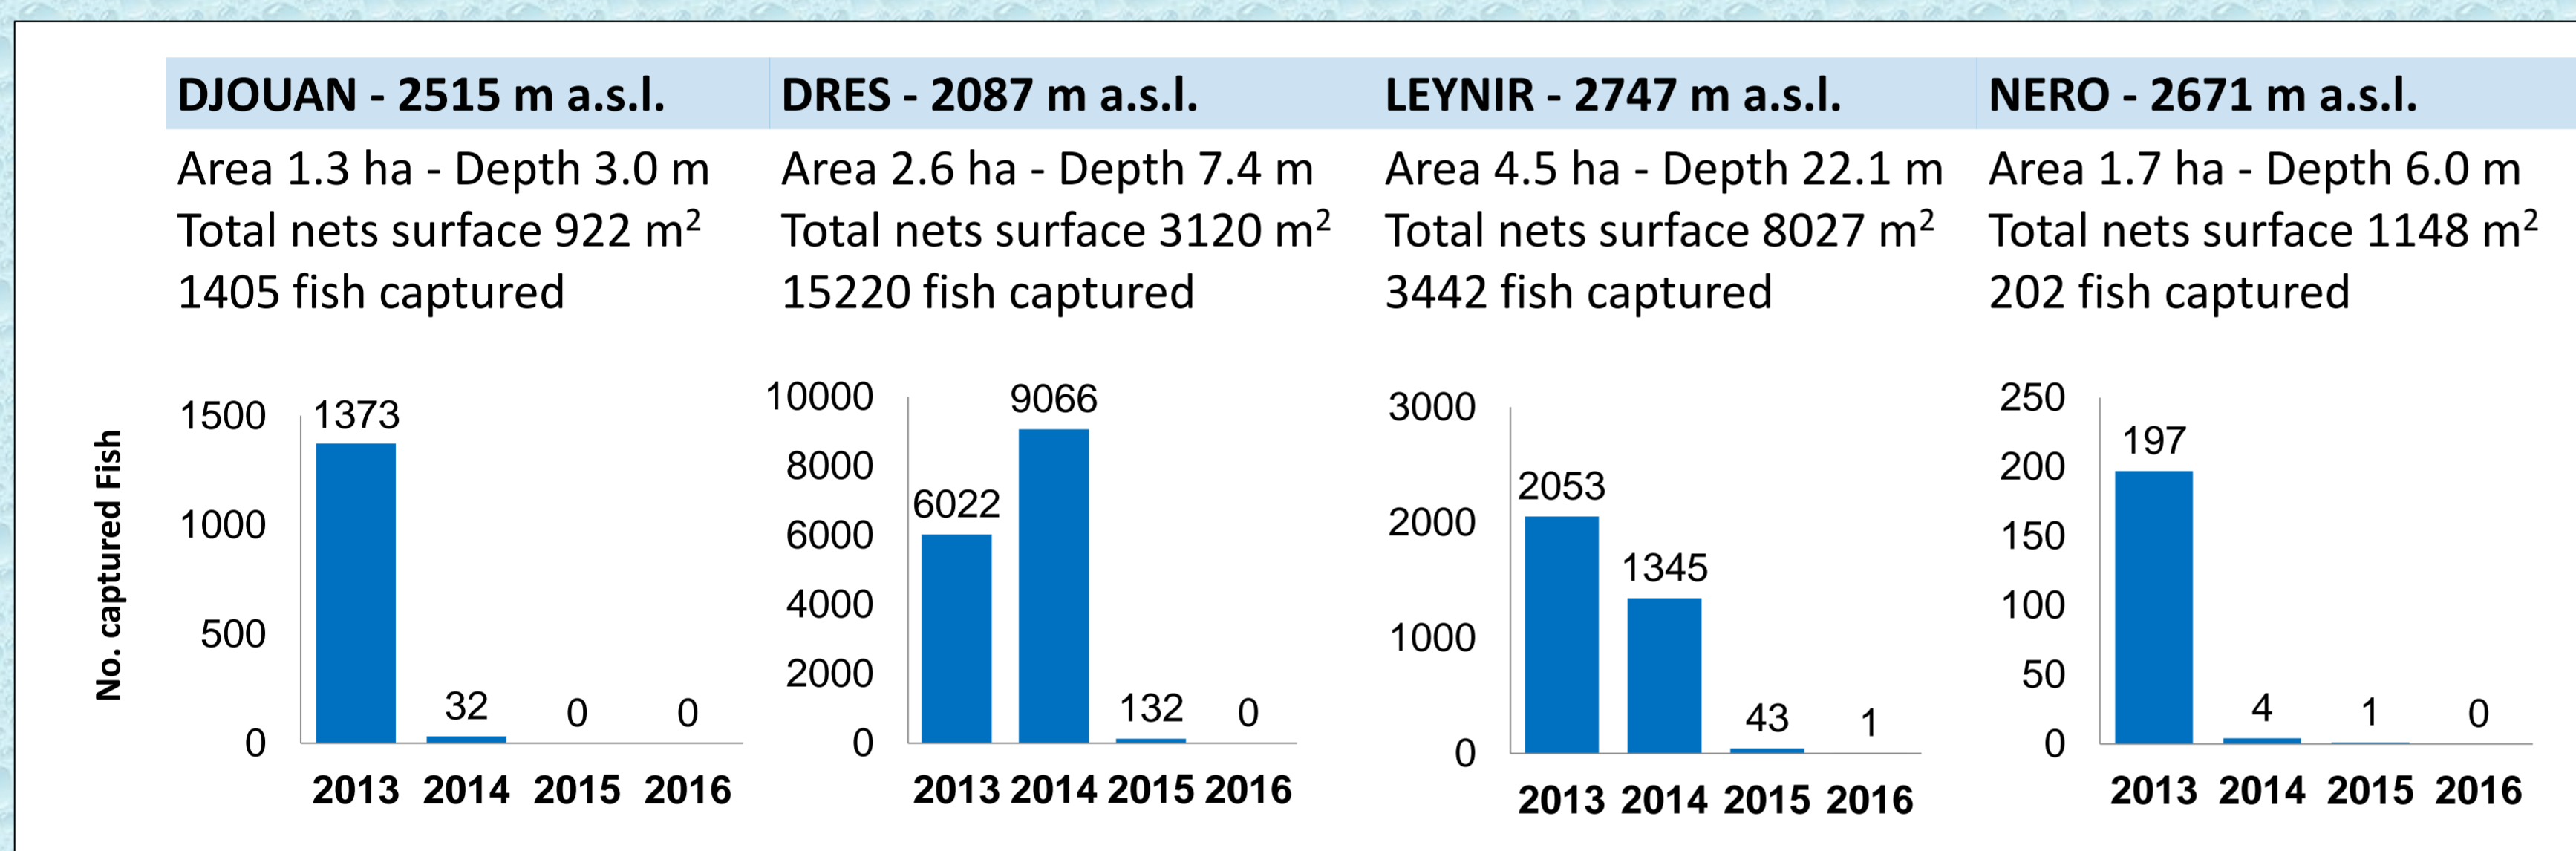 DJOUAN - 2515 m a.s.l.
Area 1.3 ha - Depth 3.0 m
Total nets surface 922 m²
1405 fish captured
DRES - 2087 m a.s.l.
Area 2.6 ha - Depth 7.4 m
Total nets surface 3120 m²
15220 fish captured
LEYNIR - 2747 m a.s.l.
Area 4.5 ha - Depth 22.1 m
Total nets surface 8027 m²
3442 fish captured
NERO - 2671 m a.s.l.
Area 1.7 ha - Depth 6.0 m
Total nets surface 1148 m²
202 fish captured
No. captured Fish
1500
1000
500
0
1373
32
0
0
2013 2014 2015 2016
10000
8000
6000
4000
2000
0
6022
9066
132
0
2013 2014 2015 2016
3000
2000
1000
0
2053
1345
43
1
2013 2014 2015 2016
250
200
150
100
50
0
197
4
1
0
2013 2014 2015 2016